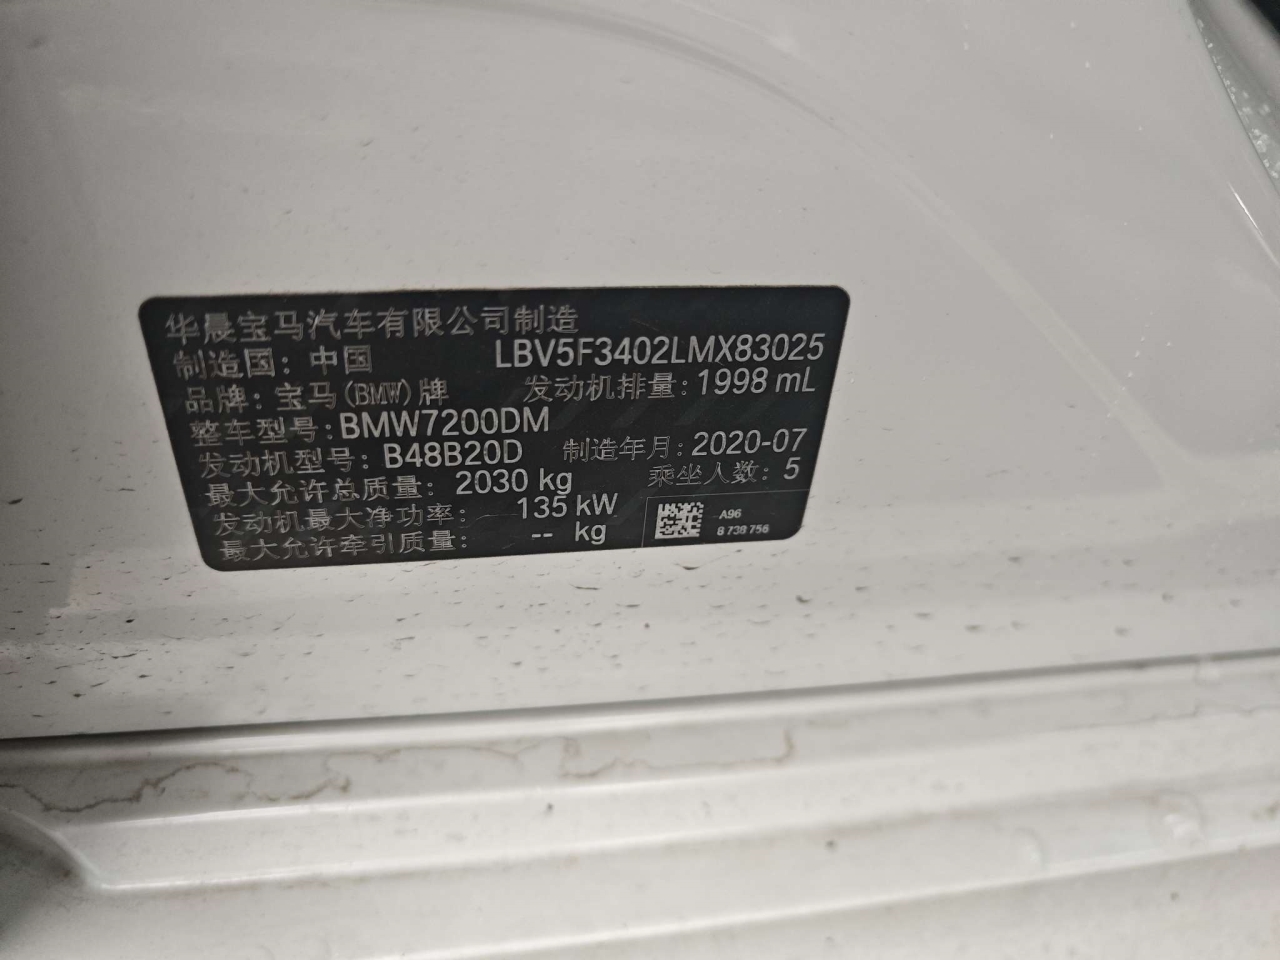 华晨宝马汽车有限公司制造
制造国：中国 LBV5F3402LMX83025
品牌：宝马(BMW)牌 发动机排量：1998 mL
整车型号：BMW7200DM
发动机型号：B48B20D 制造年月：2020-07
最大允许总质量：2030 kg 乘坐人数：5
发动机最大净功率：135 kW
最大允许牵引质量：-- kg
A96
8 738 756